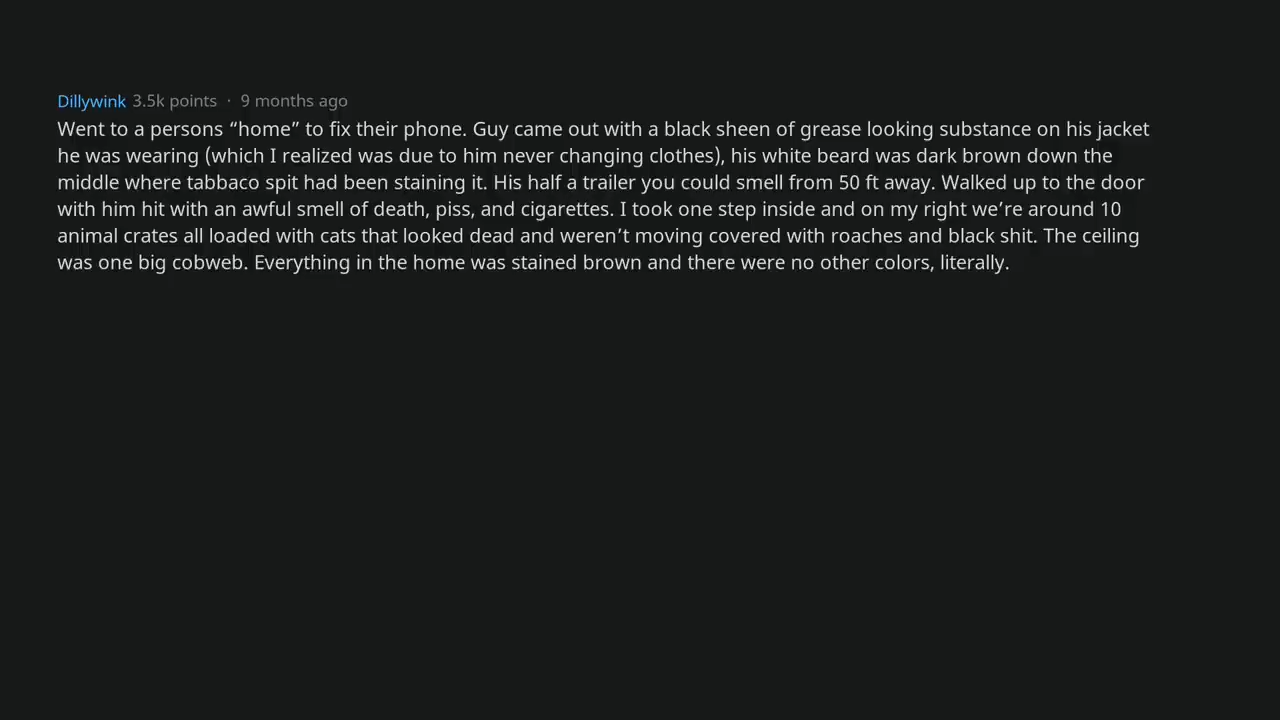 Dillywink 3.5k points · 9 months ago
Went to a persons “home” to fix their phone. Guy came out with a black sheen of grease looking substance on his jacket
he was wearing (which I realized was due to him never changing clothes), his white beard was dark brown down the
middle where tabbaco spit had been staining it. His half a trailer you could smell from 50 ft away. Walked up to the door
with him hit with an awful smell of death, piss, and cigarettes. I took one step inside and on my right we’re around 10
animal crates all loaded with cats that looked dead and weren’t moving covered with roaches and black shit. The ceiling
was one big cobweb. Everything in the home was stained brown and there were no other colors, literally.